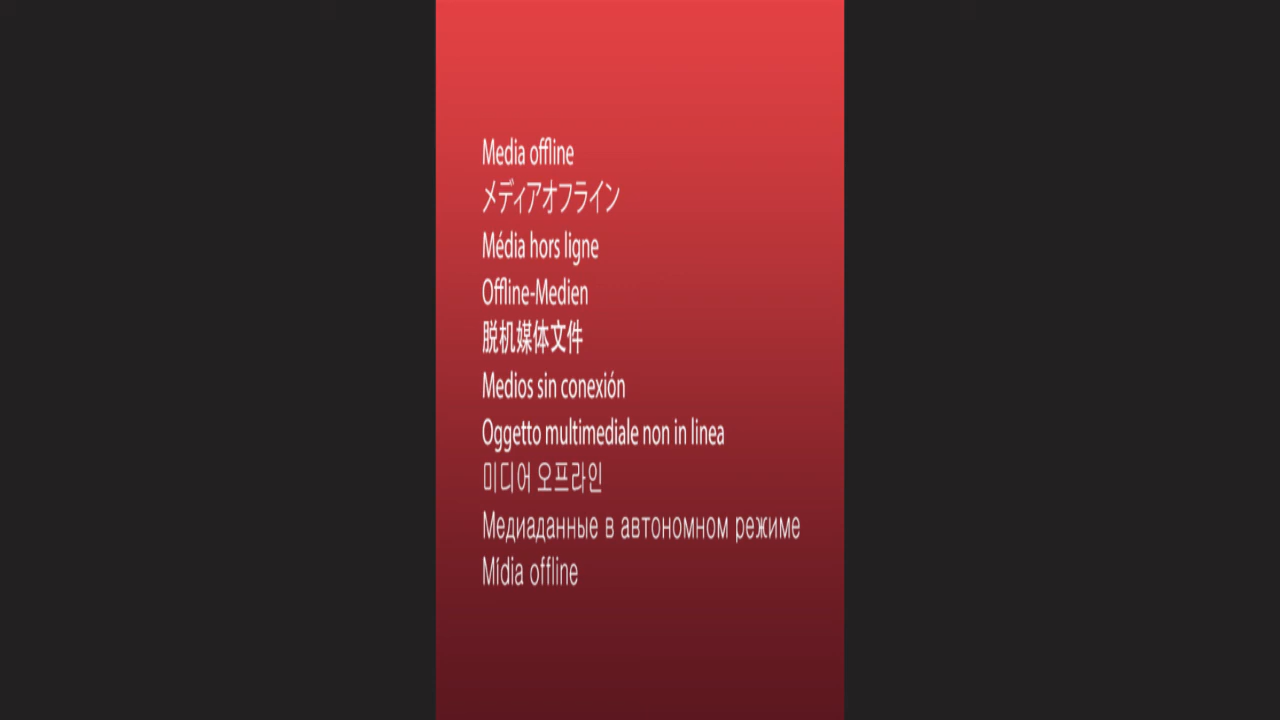 Media offline
メディアオフライン
Média hors ligne
Offline-Medien
脱机媒体文件
Medios sin conexión
Oggetto multimediale non in linea
미디어 오프라인
Медиаданные в автономном режиме
Mídia offline